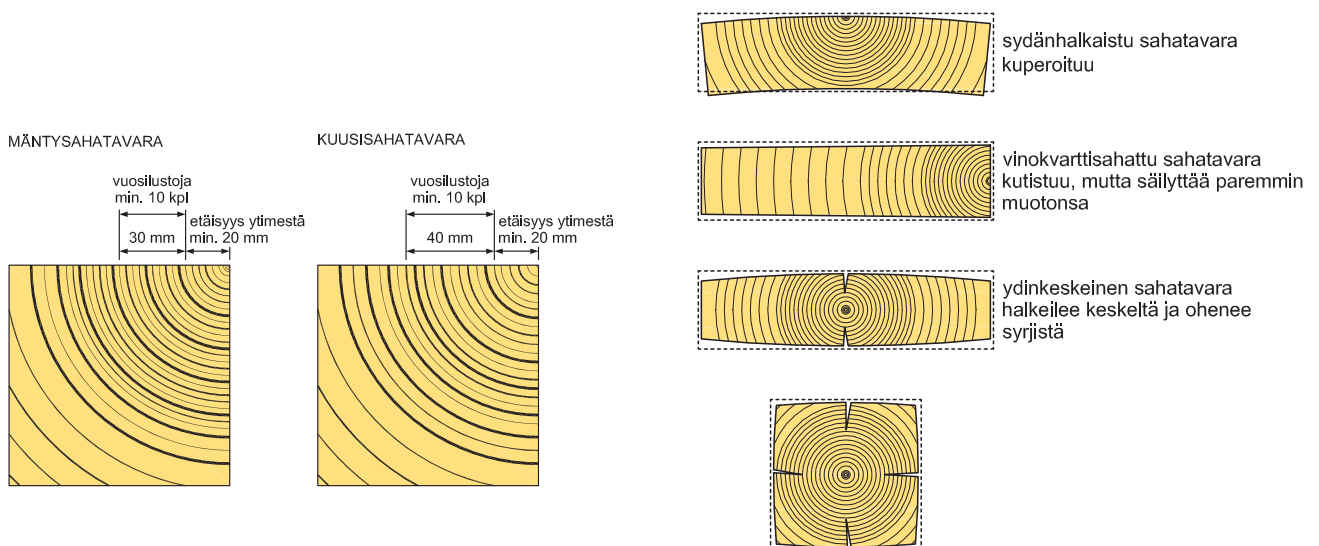 MÄNTYSAHATAVARA
vuosilustoja
min. 10 kpl
etäisyys ytimestä
30 mm
min. 20 mm
KUUSISAHATAVARA
vuosilustoja
min. 10 kpl
etäisyys ytimestä
40 mm
min. 20 mm
sydänhalkaistu sahatavara
kuperoituu
vinokvarttisahattu sahatavara
kutistuu, mutta säilyttää paremmin
muotonsa
ydinkeskeinen sahatavara
halkeilee keskeltä ja ohenee
syrjistä